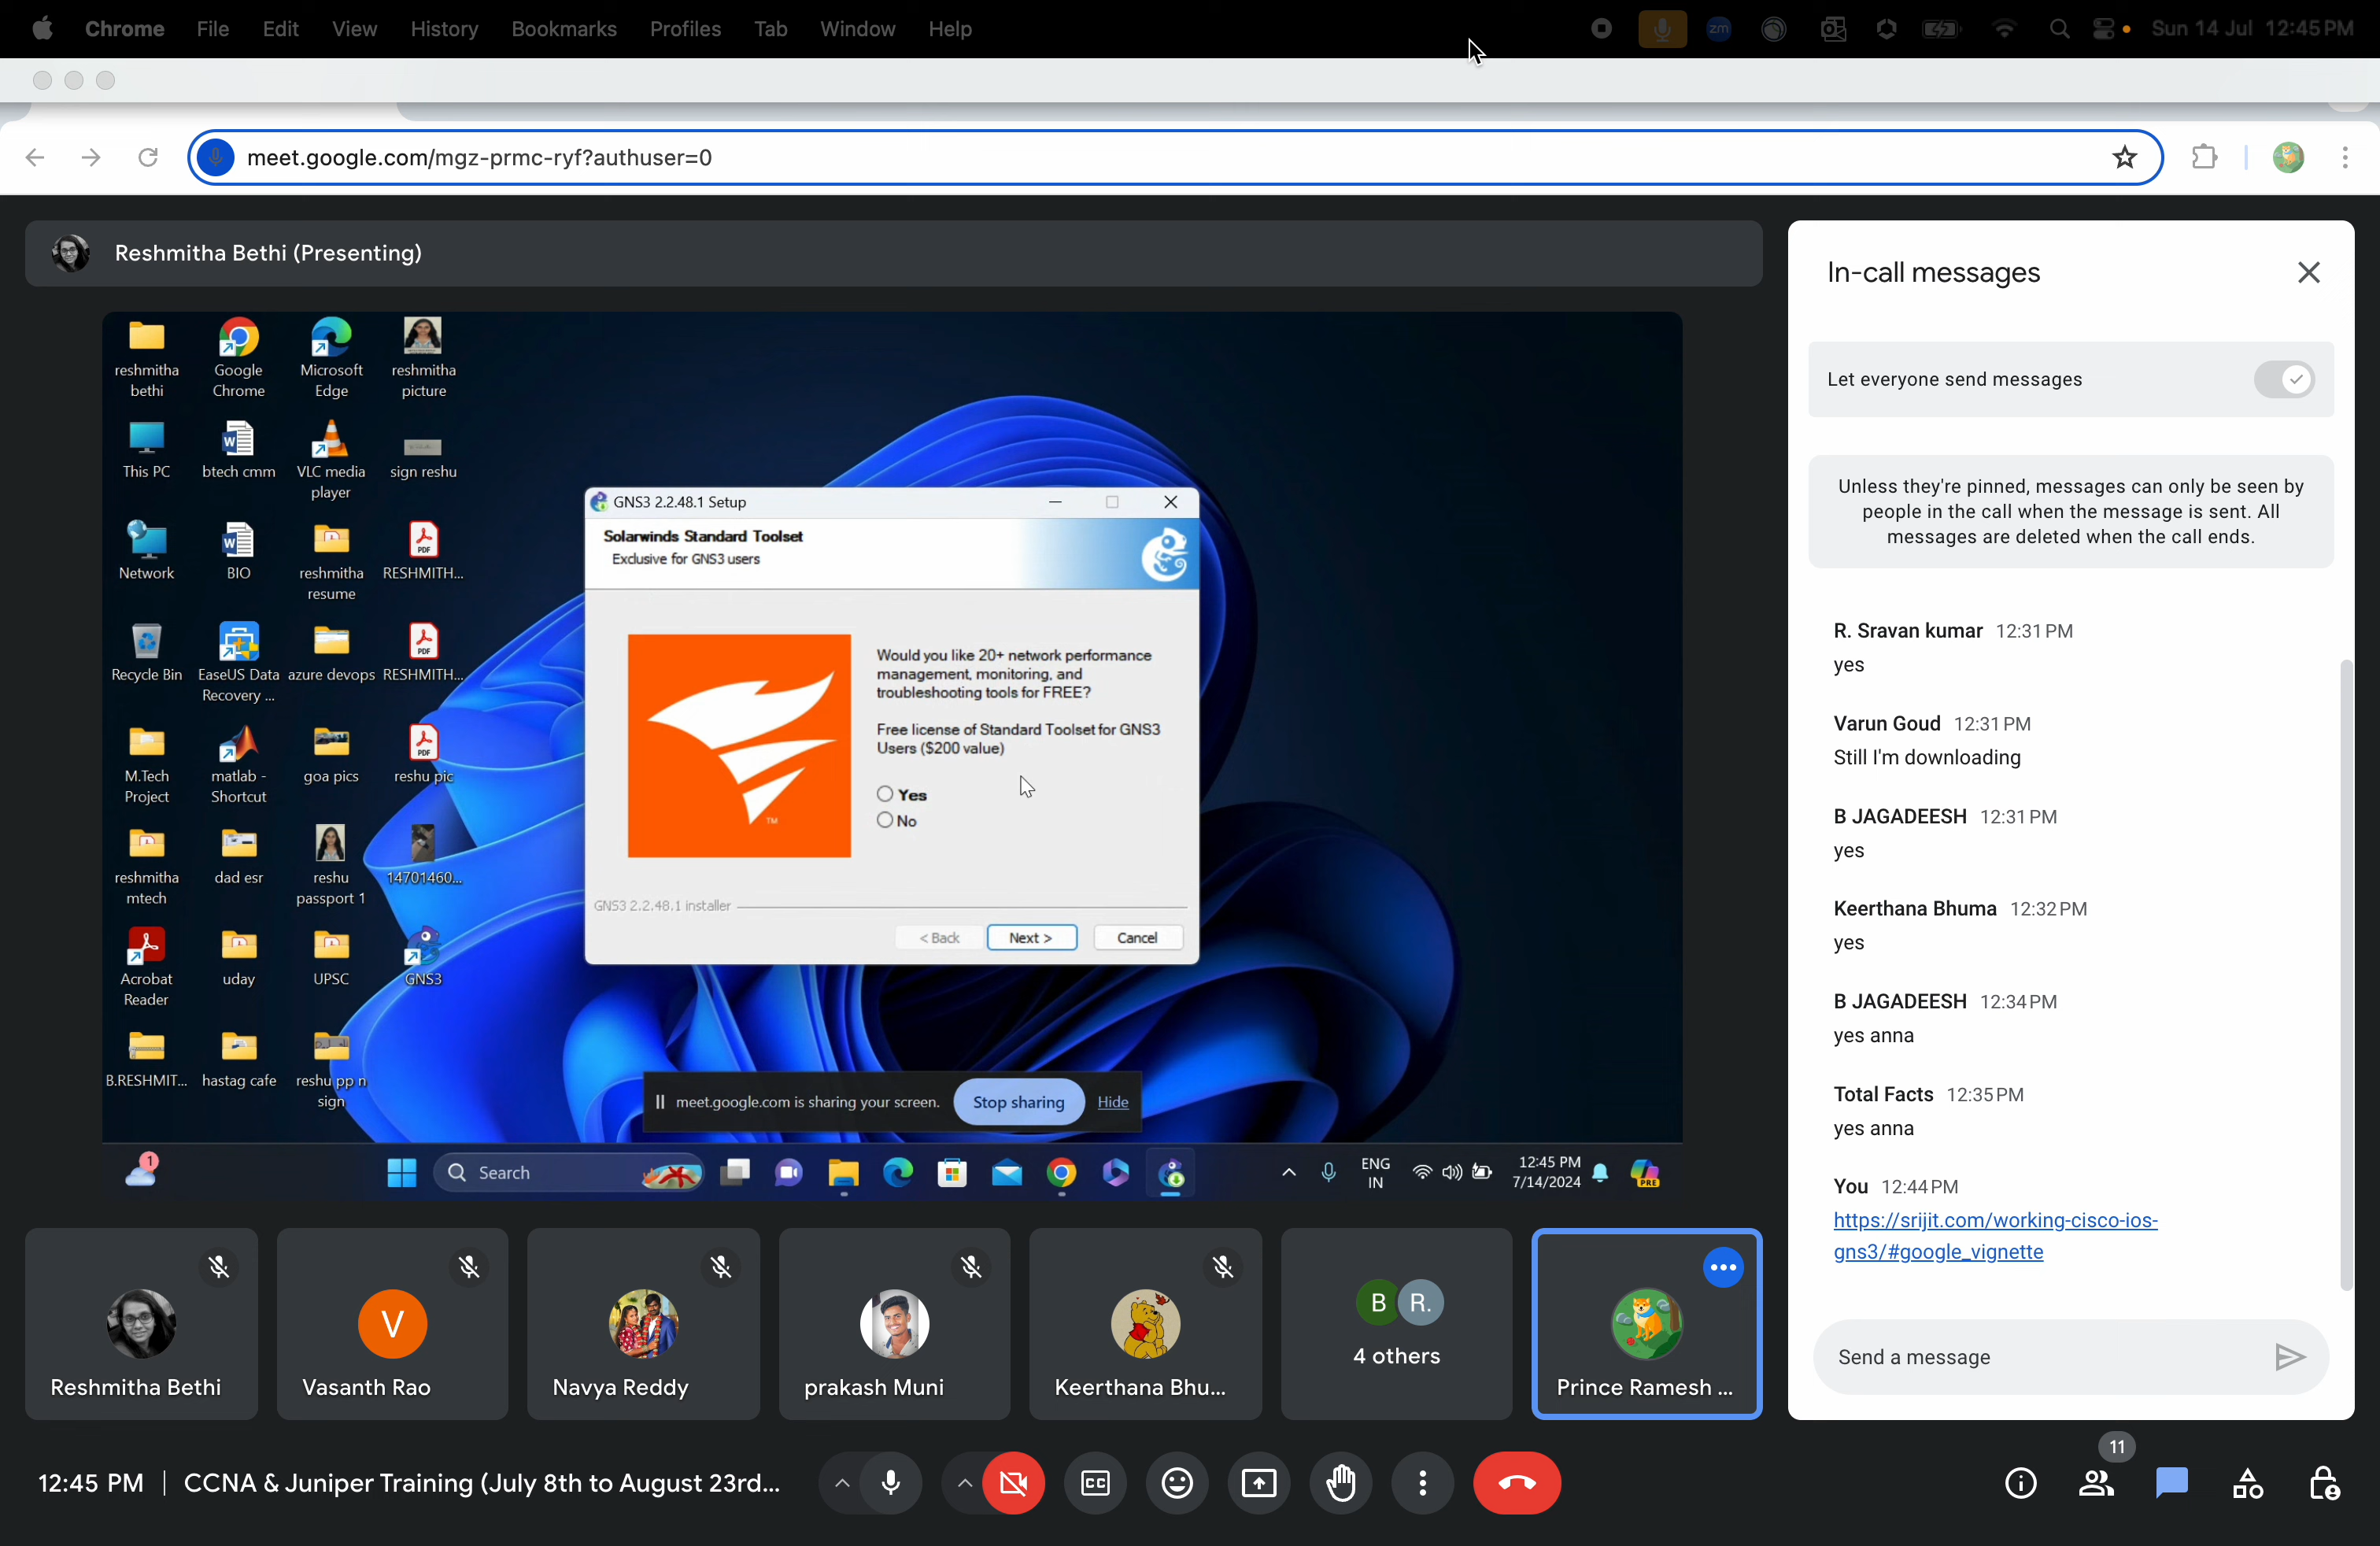 Chrome File Edit View History Bookmarks Profiles Tab Window Help
zm
Sun 14 Jul 12:45 PM
meet.google.com/mgz-prmc-ryf?authuser=0
Reshmitha Bethi (Presenting)
reshmitha
bethi
Google
Chrome
Microsoft
Edge
reshmitha
picture
This PC
btech cmm
VLC media
player
sign reshu
Network
BIO
reshmitha
resume
PDF
RESHMITH...
Recycle Bin
EaseUS Data
Recovery ...
azure devops
PDF
RESHMITH...
M.Tech
Project
matlab -
Shortcut
goa pics
PDF
reshu pic
reshmitha
mtech
dad esr
reshu
passport 1
14701460...
Acrobat
Reader
uday
UPSC
GNS3
B.RESHMIT...
hastag cafe
reshu pp n
sign
GNS3 2.2.48.1 Setup
Solarwinds Standard Toolset
Exclusive for GNS3 users
Would you like 20+ network performance
management, monitoring, and
troubleshooting tools for FREE?
Free license of Standard Toolset for GNS3
Users ($200 value)
Yes
No
TM
GNS3 2.2.48.1 installer
< Back
Next >
Cancel
meet.google.com is sharing your screen.
Stop sharing
Hide
1
Search
ENG
IN
12:45 PM
7/14/2024
PRE
Reshmitha Bethi
V
Vasanth Rao
Navya Reddy
prakash Muni
Keerthana Bhu...
B R.
4 others
Prince Ramesh ...
In-call messages
Let everyone send messages
Unless they're pinned, messages can only be seen by
people in the call when the message is sent. All
messages are deleted when the call ends.
R. Sravan kumar 12:31 PM
yes
Varun Goud 12:31 PM
Still I'm downloading
B JAGADEESH 12:31 PM
yes
Keerthana Bhuma 12:32 PM
yes
B JAGADEESH 12:34 PM
yes anna
Total Facts 12:35 PM
yes anna
You 12:44 PM
https://srijit.com/working-cisco-ios-
gns3/#google_vignette
Send a message
12:45 PM | CCNA & Juniper Training (July 8th to August 23rd...
CC
11